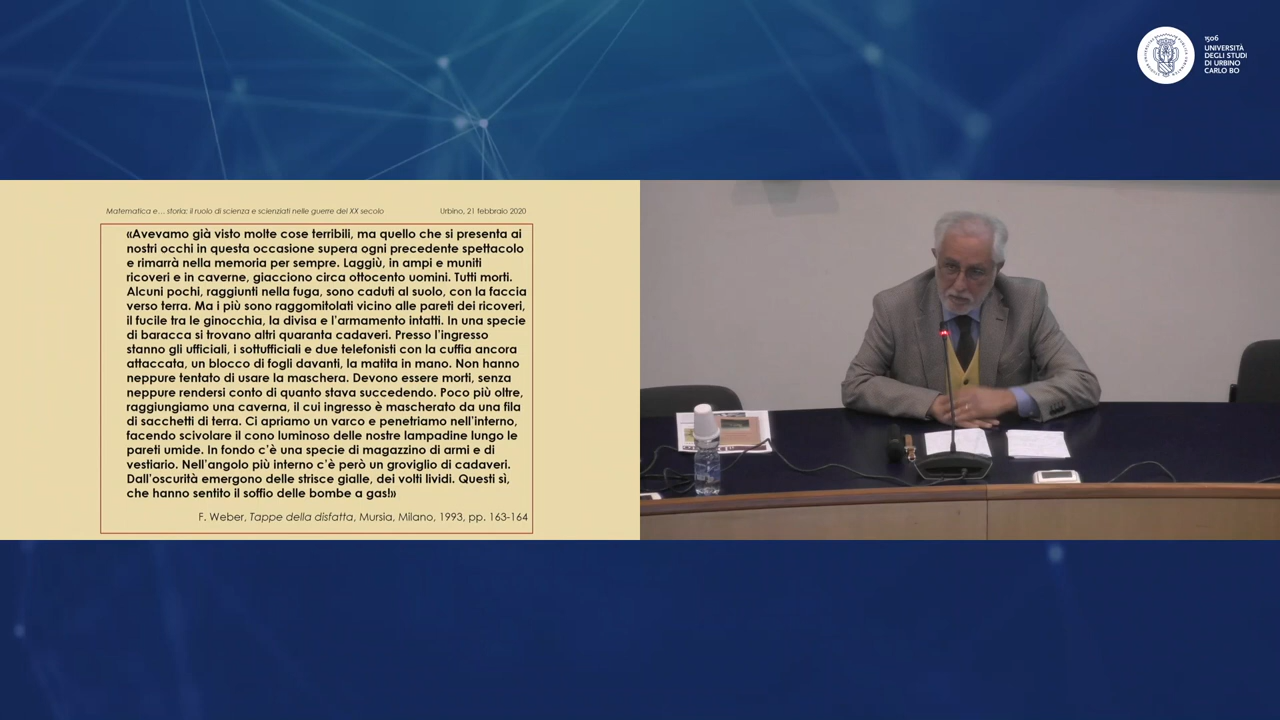 1506
UNIVERSITÀ
DEGLI STUDI
DI URBINO
CARLO BO
Matematica e... storia: il ruolo di scienza e scienziati nelle guerre del XX secolo
Urbino, 21 febbraio 2020
«Avevamo già visto molte cose terribili, ma quello che si presenta ai
nostri occhi in questa occasione supera ogni precedente spettacolo
e rimarrà nella memoria per sempre. Laggiù, in ampi e muniti
ricoveri e in caverne, giacciono circa ottocento uomini. Tutti morti.
Alcuni pochi, raggiunti nella fuga, sono caduti al suolo, con la faccia
verso terra. Ma i più sono raggomitolati vicino alle pareti dei ricoveri,
il fucile tra le ginocchia, la divisa e l'armamento intatti. In una specie
di baracca si trovano altri quaranta cadaveri. Presso l'ingresso
stanno gli ufficiali, i sottufficiali e due telefonisti con la cuffia ancora
attaccata, un blocco di fogli davanti, la matita in mano. Non hanno
neppure tentato di usare la maschera. Devono essere morti, senza
neppure rendersi conto di quanto stava succedendo. Poco più oltre,
raggiungiamo una caverna, il cui ingresso è mascherato da una fila
di sacchetti di terra. Ci apriamo un varco e penetriamo nell'interno,
facendo scivolare il cono luminoso delle nostre lampadine lungo le
pareti umide. In fondo c'è una specie di magazzino di armi e di
vestiario. Nell'angolo più interno c'è però un groviglio di cadaveri.
Dall'oscurità emergono delle strisce gialle, dei volti lividi. Questi sì,
che hanno sentito il soffio delle bombe a gas!»
F. Weber, Tappe della disfatta, Mursia, Milano, 1993, pp. 163-164